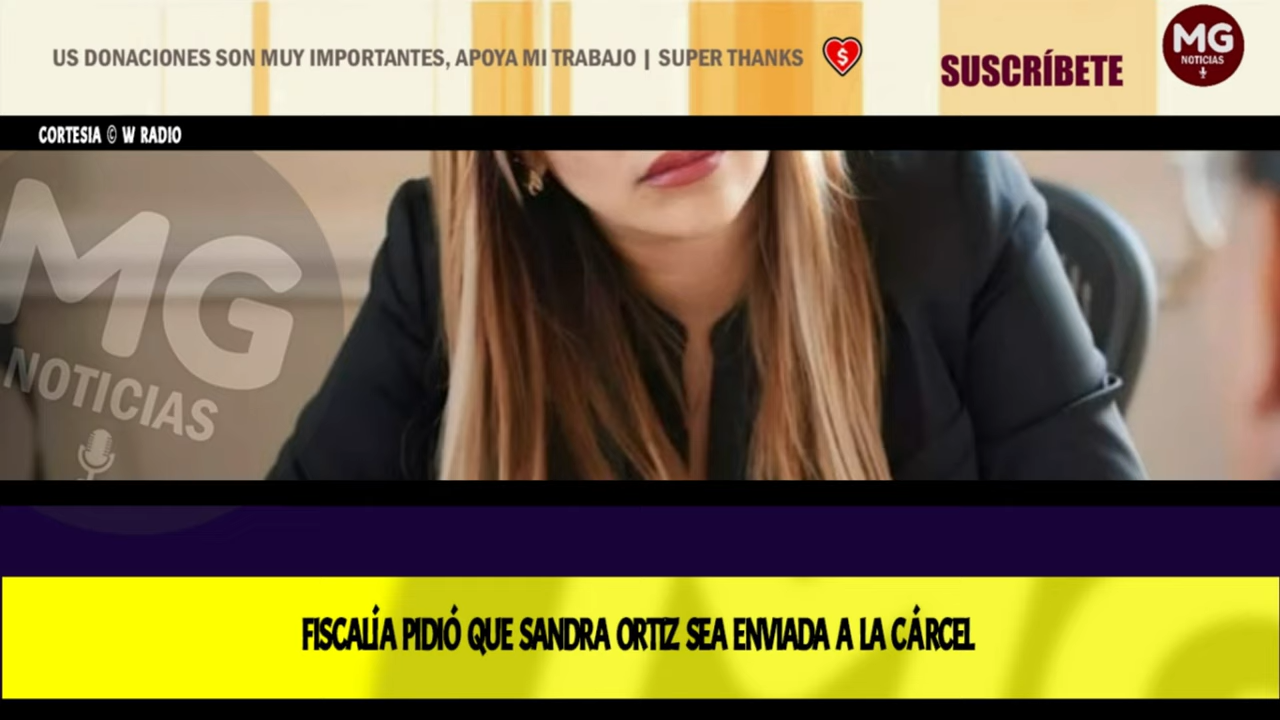 US DONACIONES SON MUY IMPORTANTES, APOYA MI TRABAJO | SUPER THANKS
$
SUSCRÍBETE
MG
NOTICIAS
CORTESIA © W RADIO
MG
NOTICIAS
FISCALÍA PIDIÓ QUE SANDRA ORTIZ SEA ENVIADA A LA CÁRCEL